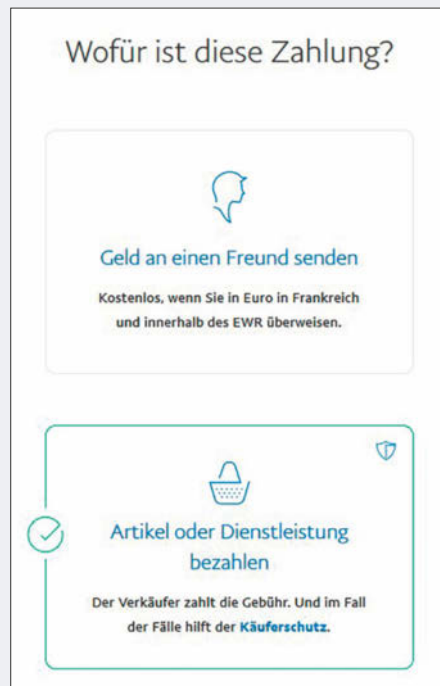 Wofür ist diese Zahlung?
Geld an einen Freund senden
Kostenlos, wenn Sie in Euro in Frankreich
und innerhalb des EWR überweisen.
Artikel oder Dienstleistung
bezahlen
Der Verkäufer zahlt die Gebühr. Und im Fall
der Fälle hilft der Käuferschutz.